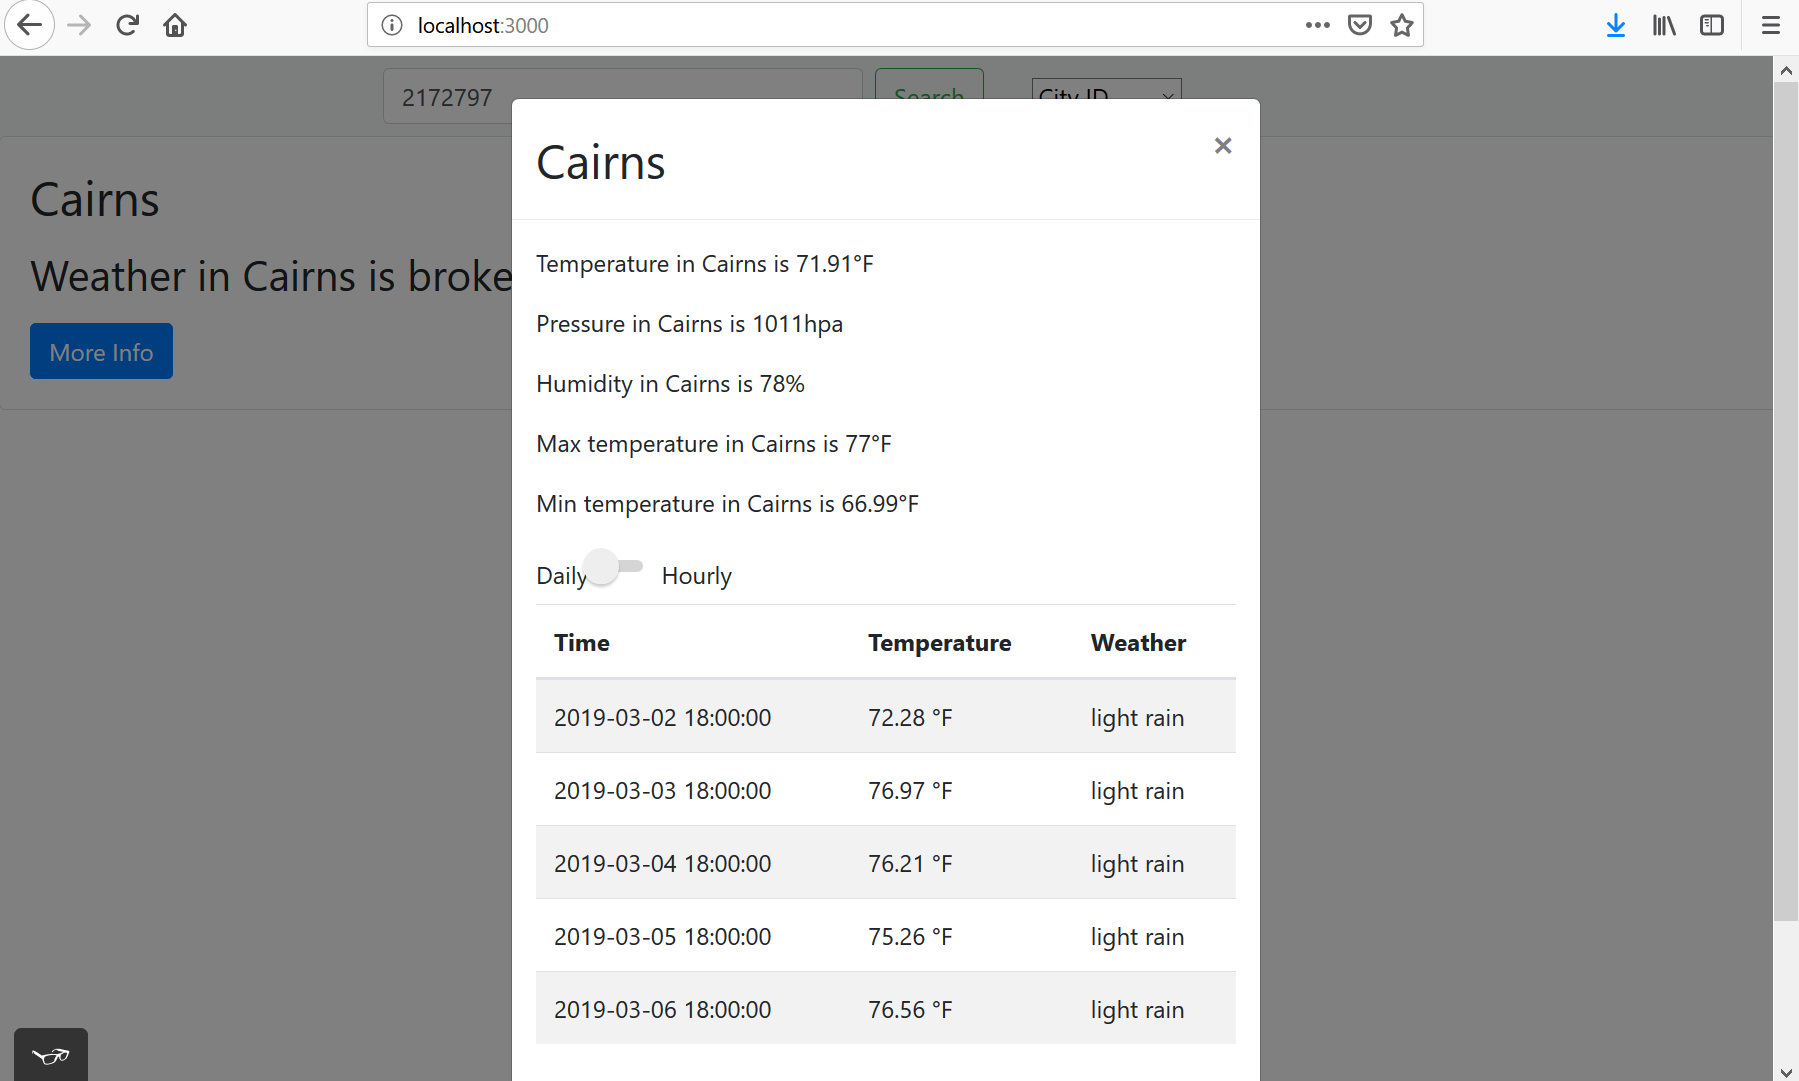 localhost:3000
2172797
Search
City ID
Cairns
Weather in Cairns is broke
More Info
Cairns
×
Temperature in Cairns is 71.91°F
Pressure in Cairns is 1011hpa
Humidity in Cairns is 78%
Max temperature in Cairns is 77°F
Min temperature in Cairns is 66.99°F
Daily Hourly
Time Temperature Weather
2019-03-02 18:00:00 72.28 °F light rain
2019-03-03 18:00:00 76.97 °F light rain
2019-03-04 18:00:00 76.21 °F light rain
2019-03-05 18:00:00 75.26 °F light rain
2019-03-06 18:00:00 76.56 °F light rain